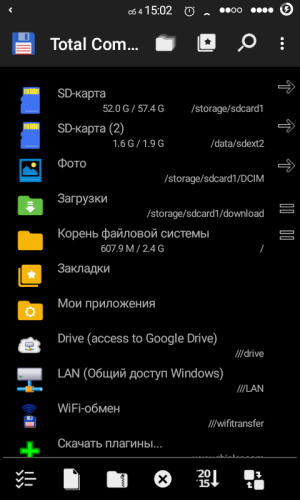 сб 4 15:02
Total Com...
SD-карта
52.0 G / 57.4 G /storage/sdcard1
SD-карта (2)
1.6 G / 1.9 G /data/sdext2
Фото
/storage/sdcard1/DCIM
Загрузки
/storage/sdcard1/download
Корень файловой системы
607.9 M / 2.4 G /
Закладки
Мои приложения
Drive (access to Google Drive)
///drive
LAN (Общий доступ Windows)
///LAN
WiFi-обмен
///wifitransfer
Скачать плагины...
20
15